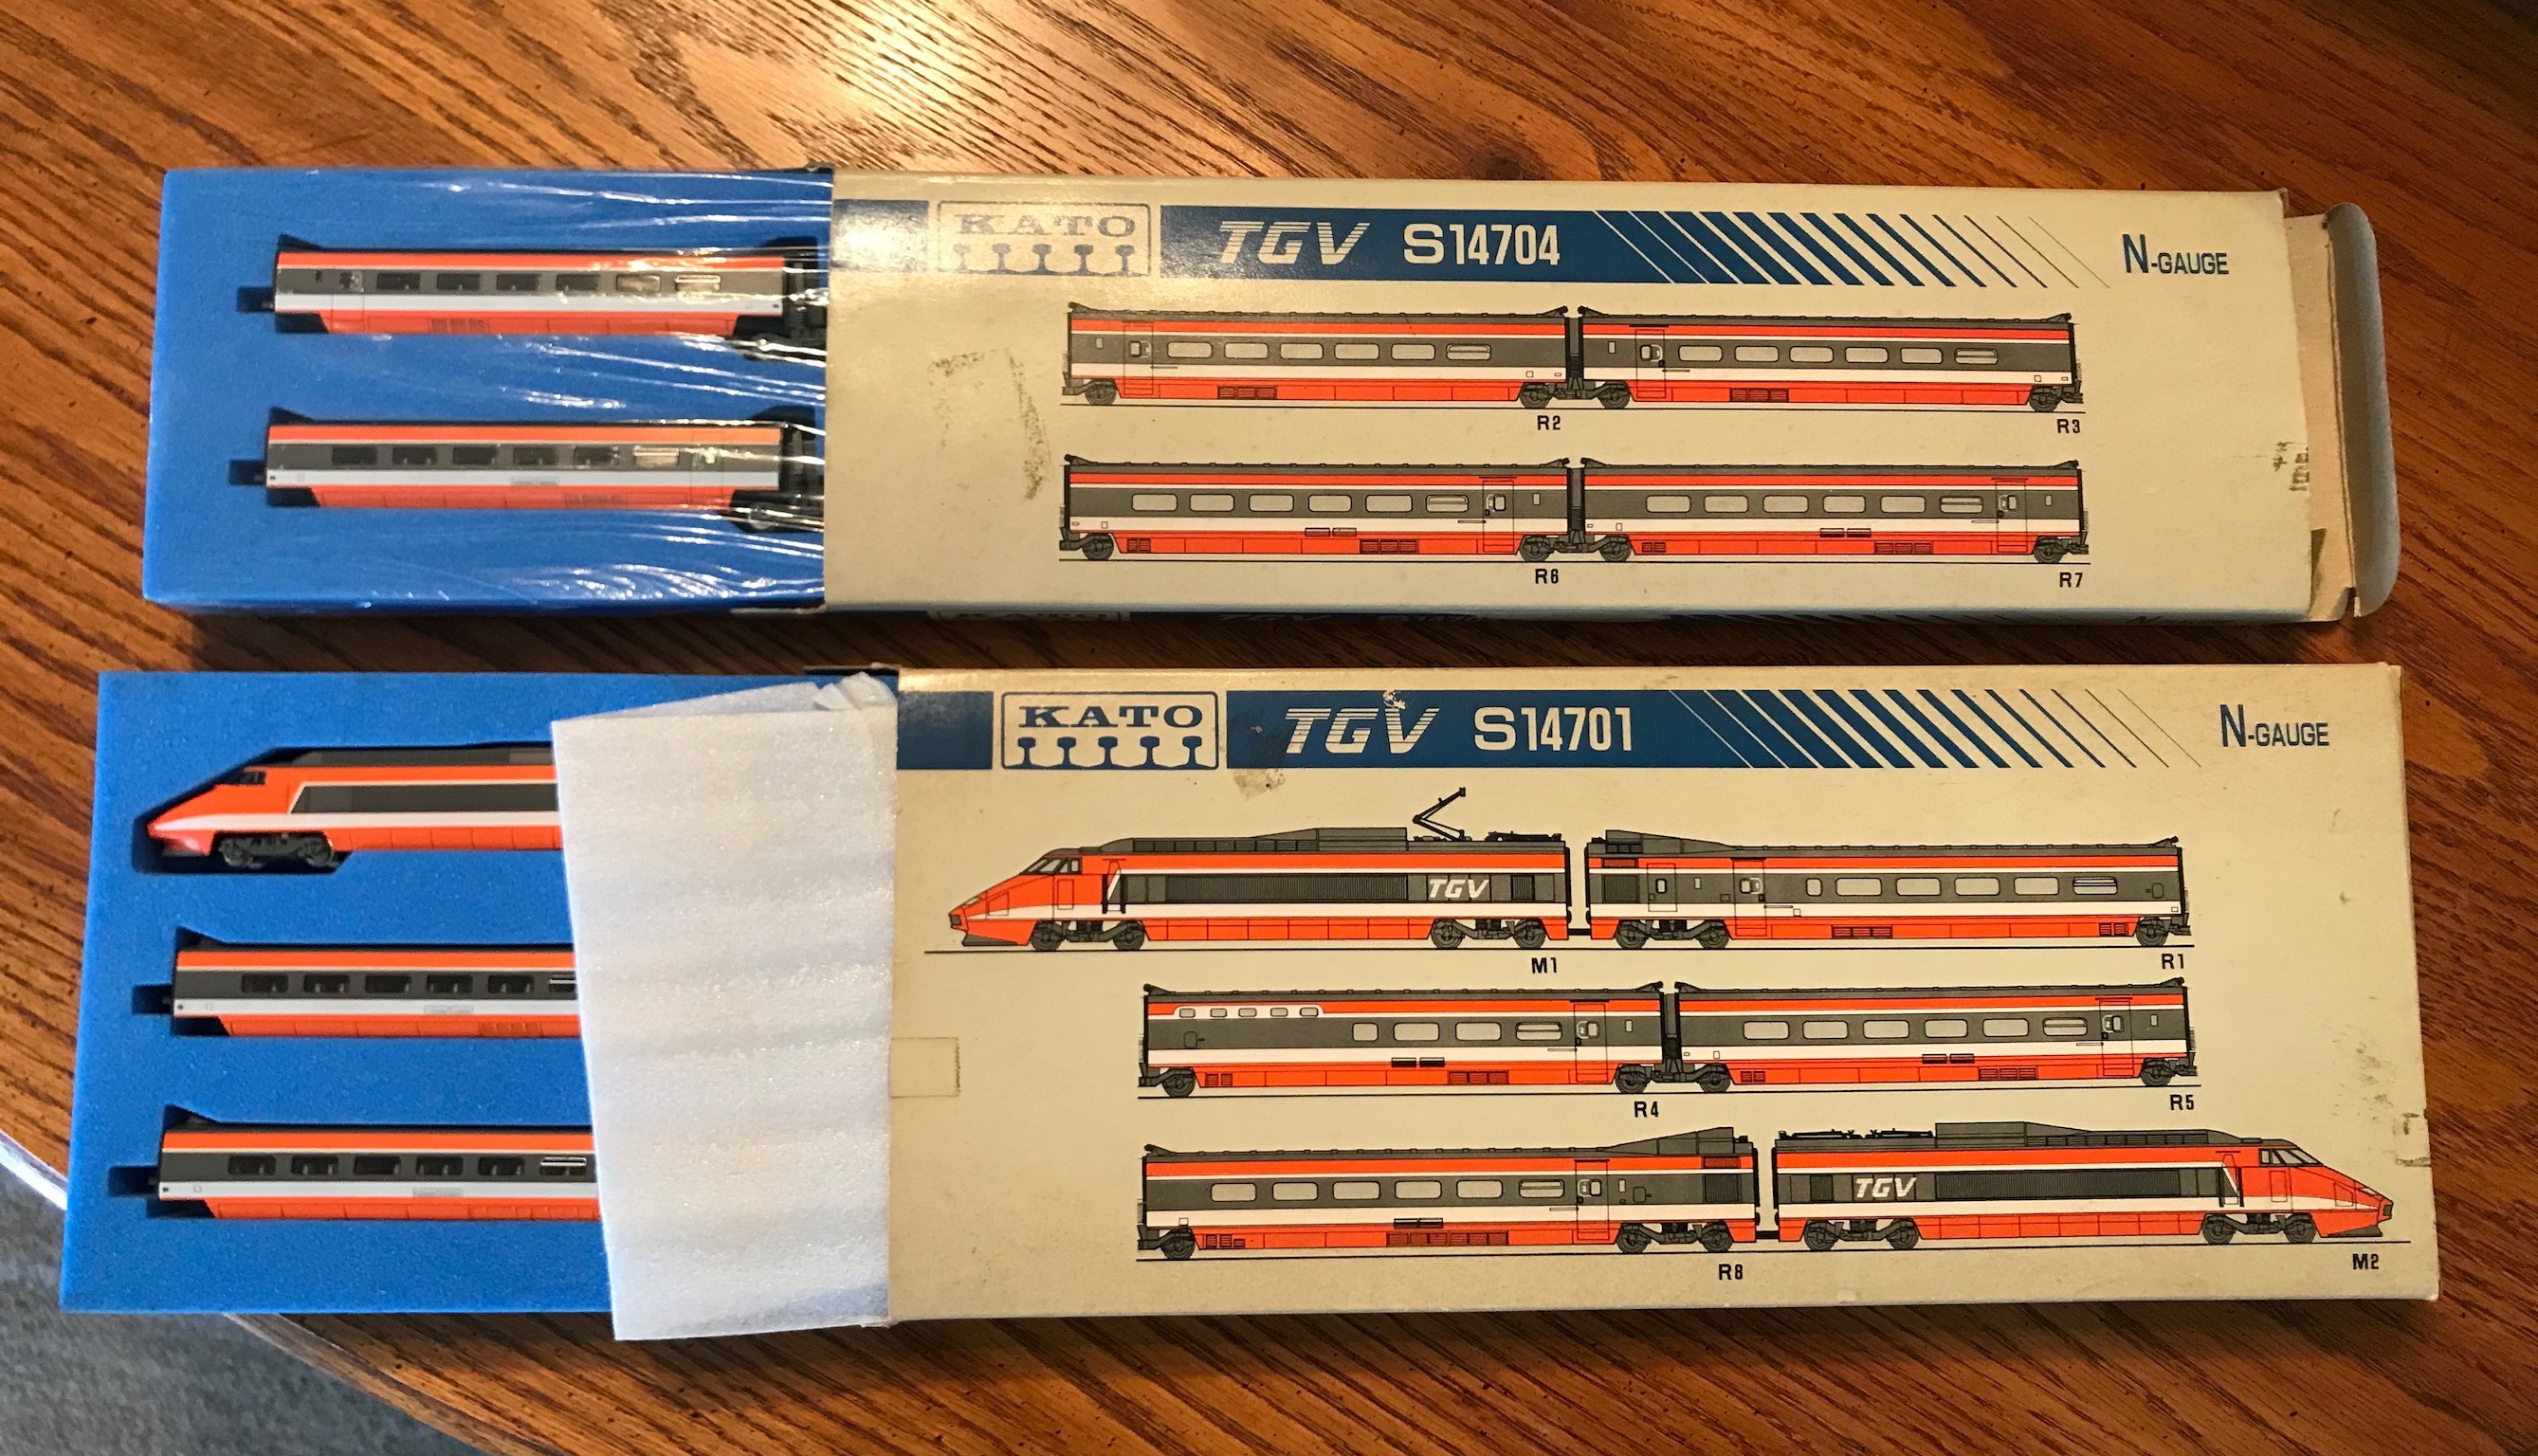 KATO TGV S14704 N-GAUGE
R2 R3
R6 R7
KATO TGV S14701 N-GAUGE
TGV
M1 R1
R4 R5
TGV
R8 M2